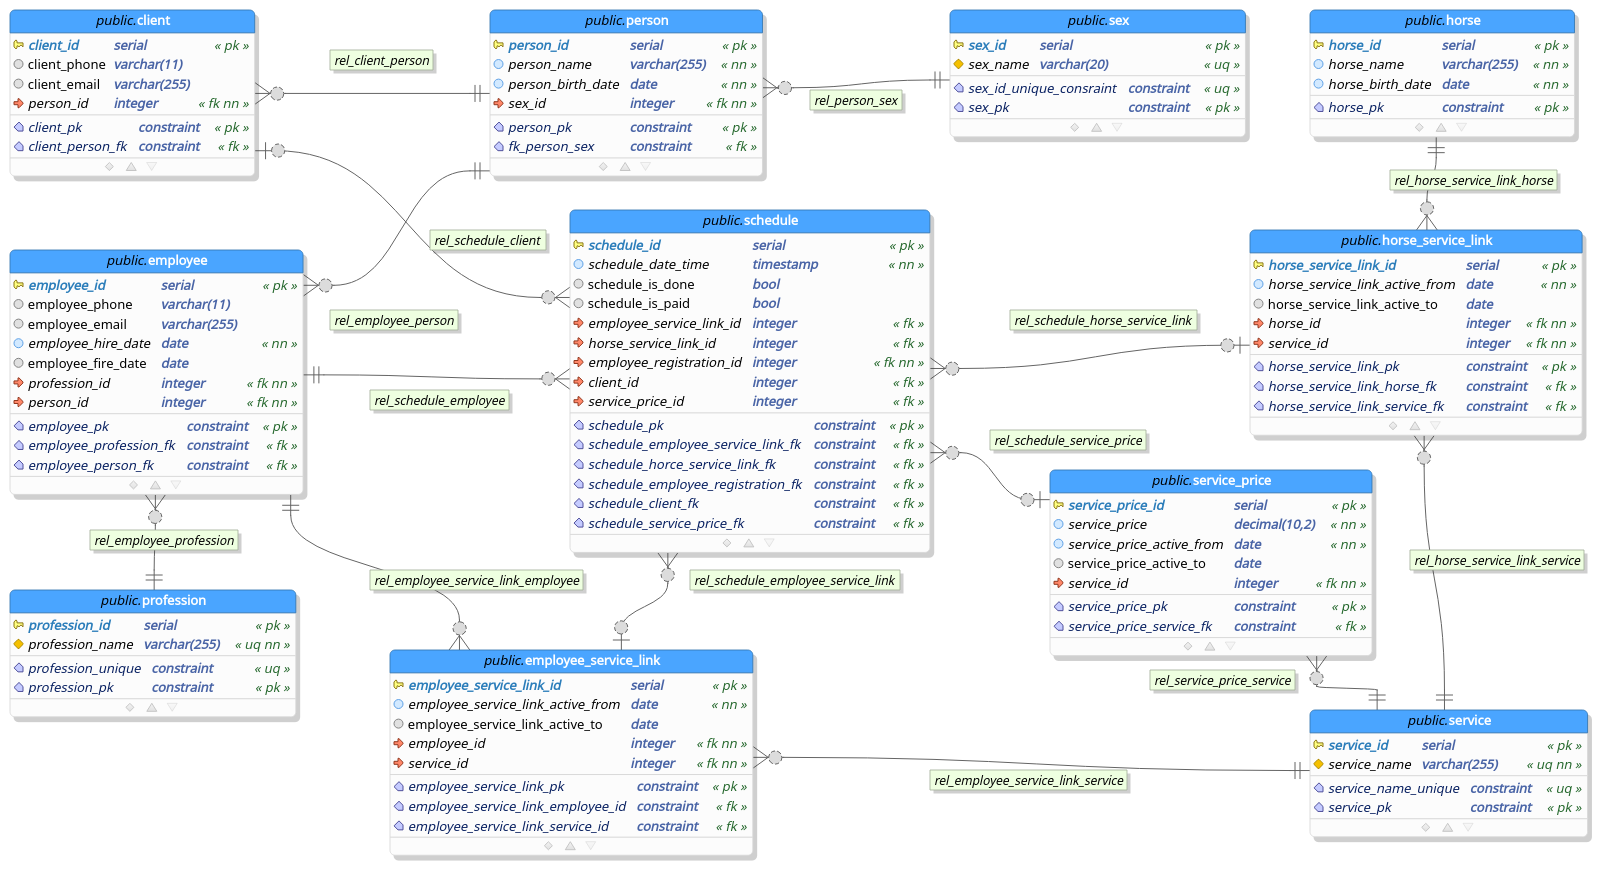 public.client
client_id serial « pk »
client_phone varchar(11)
client_email varchar(255)
person_id integer « fk nn »
client_pk constraint « pk »
client_person_fk constraint « fk »
rel_client_person
public.person
person_id serial « pk »
person_name varchar(255) « nn »
person_birth_date date « nn »
sex_id integer « fk nn »
person_pk constraint « pk »
fk_person_sex constraint « fk »
rel_person_sex
public.sex
sex_id serial « pk »
sex_name varchar(20) « uq »
sex_id_unique_consraint constraint « uq »
sex_pk constraint « pk »
public.horse
horse_id serial « pk »
horse_name varchar(255) « nn »
horse_birth_date date « nn »
horse_pk constraint « pk »
rel_horse_service_link_horse
rel_schedule_client
public.employee
employee_id serial « pk »
employee_phone varchar(11)
employee_email varchar(255)
employee_hire_date date « nn »
employee_fire_date date
profession_id integer « fk nn »
person_id integer « fk nn »
employee_pk constraint « pk »
employee_profession_fk constraint « fk »
employee_person_fk constraint « fk »
rel_employee_person
rel_schedule_employee
public.schedule
schedule_id serial « pk »
schedule_date_time timestamp « nn »
schedule_is_done bool
schedule_is_paid bool
employee_service_link_id integer « fk »
horse_service_link_id integer « fk »
employee_registration_id integer « fk nn »
client_id integer « fk »
service_price_id integer « fk »
schedule_pk constraint « pk »
schedule_employee_service_link_fk constraint « fk »
schedule_horce_service_link_fk constraint « fk »
schedule_employee_registration_fk constraint « fk »
schedule_client_fk constraint « fk »
schedule_service_price_fk constraint « fk »
rel_schedule_horse_service_link
public.horse_service_link
horse_service_link_id serial « pk »
horse_service_link_active_from date « nn »
horse_service_link_active_to date
horse_id integer « fk nn »
service_id integer « fk nn »
horse_service_link_pk constraint « pk »
horse_service_link_horse_fk constraint « fk »
horse_service_link_service_fk constraint « fk »
rel_schedule_service_price
public.service_price
service_price_id serial « pk »
service_price decimal(10,2) « nn »
service_price_active_from date « nn »
service_price_active_to date
service_id integer « fk nn »
service_price_pk constraint « pk »
service_price_service_fk constraint « fk »
rel_horse_service_link_service
rel_employee_profession
rel_employee_service_link_employee
rel_schedule_employee_service_link
public.profession
profession_id serial « pk »
profession_name varchar(255) « uq nn »
profession_unique constraint « uq »
profession_pk constraint « pk »
public.employee_service_link
employee_service_link_id serial « pk »
employee_service_link_active_from date « nn »
employee_service_link_active_to date
employee_id integer « fk nn »
service_id integer « fk nn »
employee_service_link_pk constraint « pk »
employee_service_link_employee_id constraint « fk »
employee_service_link_service_id constraint « fk »
rel_service_price_service
rel_employee_service_link_service
public.service
service_id serial « pk »
service_name varchar(255) « uq nn »
service_name_unique constraint « uq »
service_pk constraint « pk »